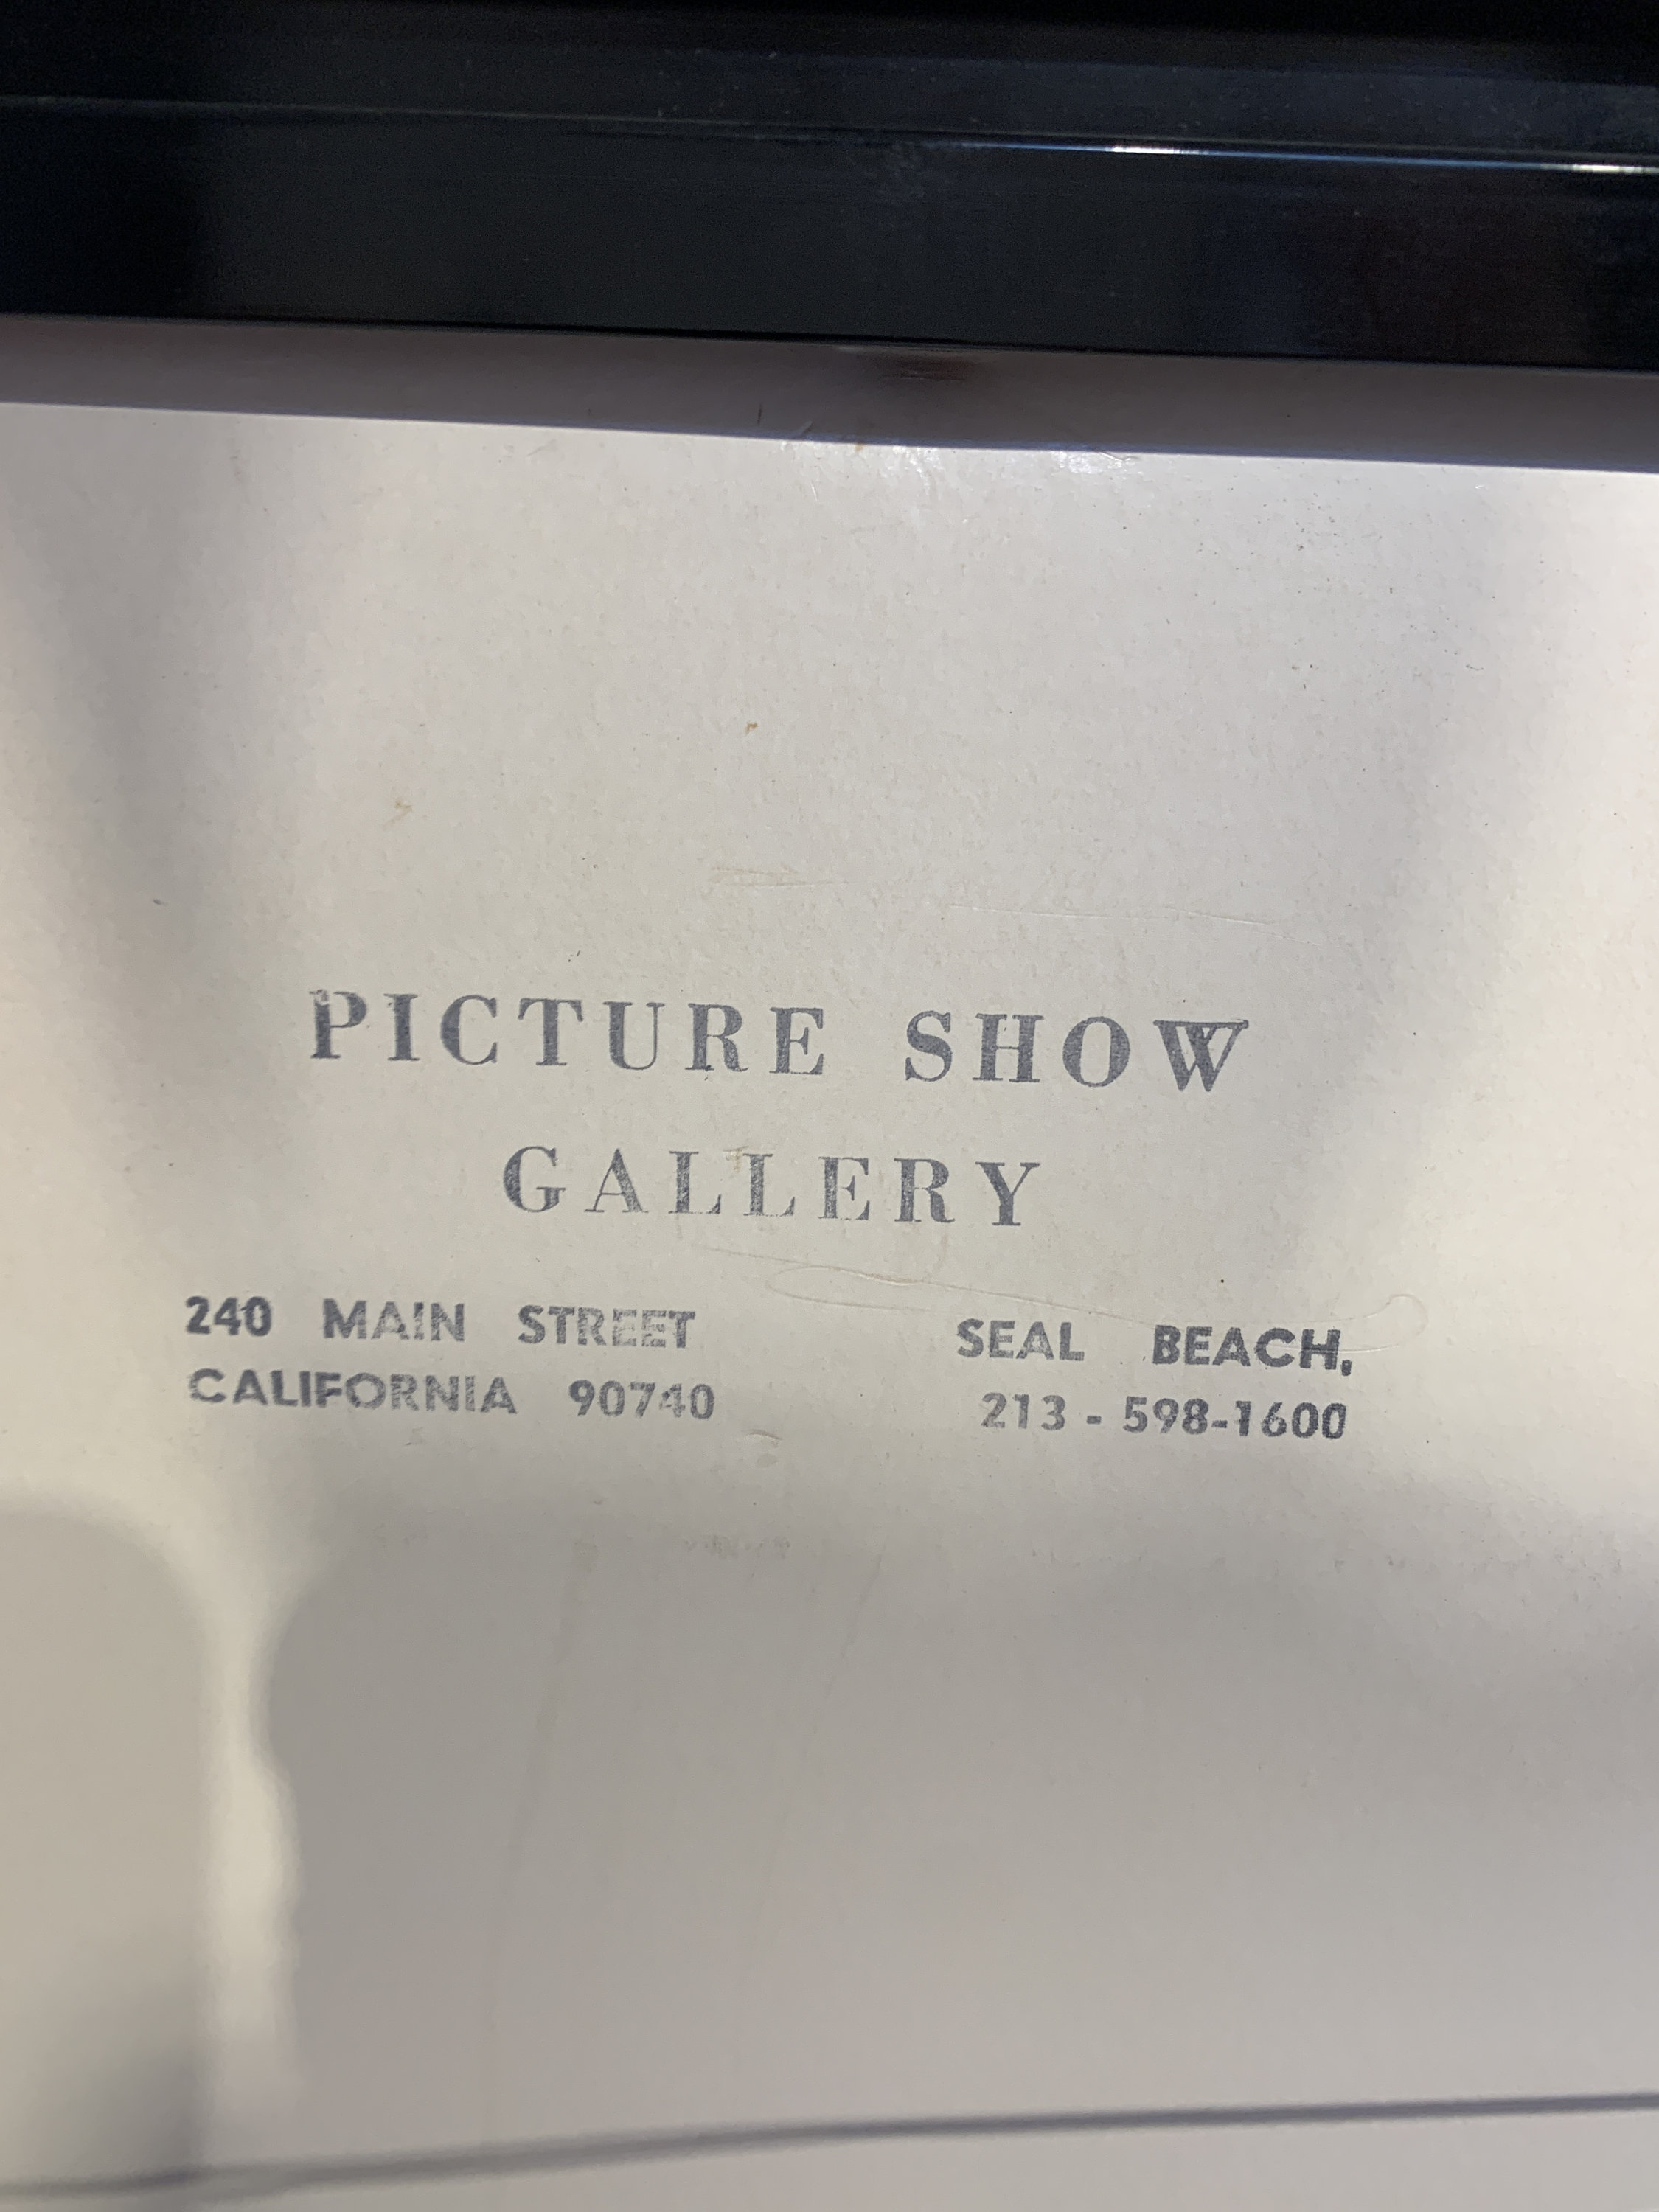 PICTURE SHOW
GALLERY
240 MAIN STREET SEAL BEACH,
CALIFORNIA 90740 213-598-1600